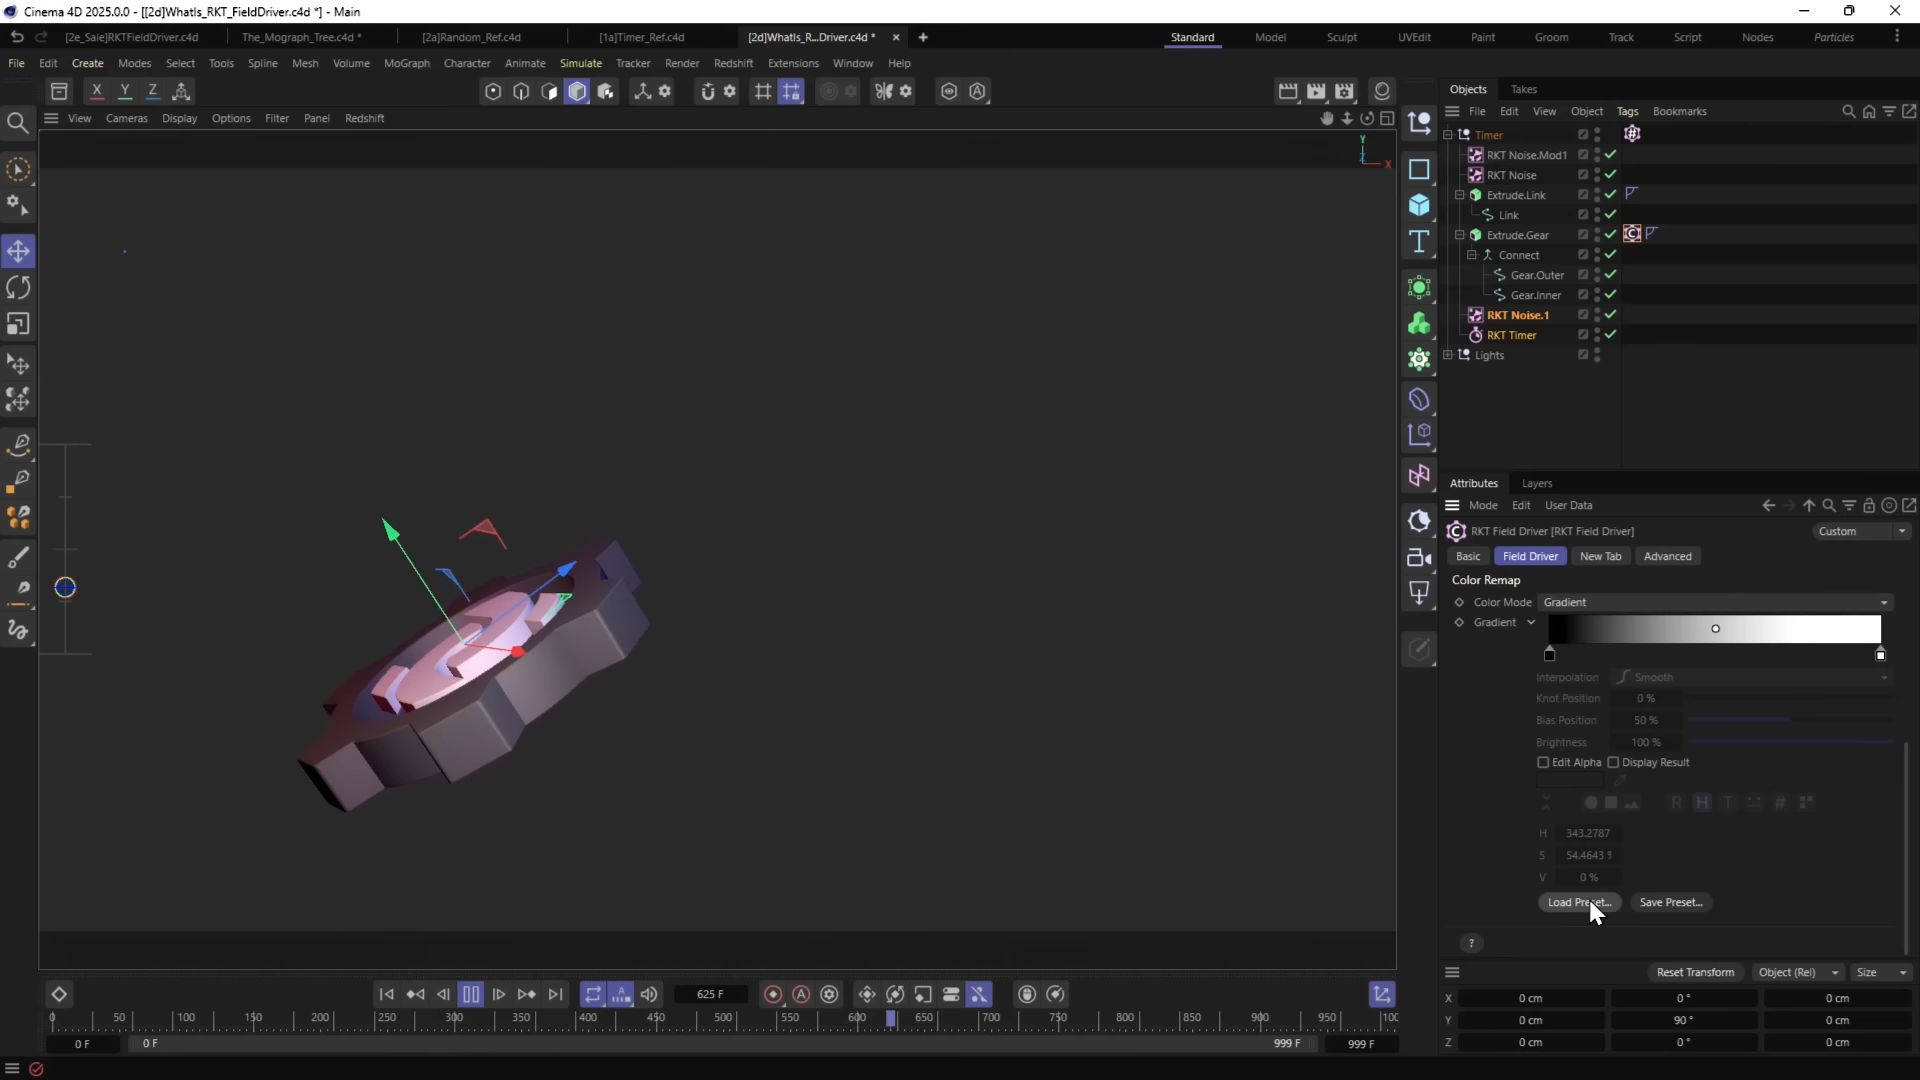 Cinema 4D 2025.0.0 - [[2d]WhatIs_RKT_FieldDriver.c4d *] - Main
[2e_Sale]RKTFieldDriver.c4d
The_Mograph_Tree.c4d *
[2a]Random_Ref.c4d
[1a]Timer_Ref.c4d
[2d]WhatIs_R...Driver.c4d *
Standard Model Sculpt UVEdit Paint Groom Track Script Nodes Particles
File Edit Create Modes Select Tools Spline Mesh Volume MoGraph Character Animate Simulate Tracker Render Redshift Extensions Window Help
X Y Z
View Cameras Display Options Filter Panel Redshift
Y
Z
X
Objects Takes
File Edit View Object Tags Bookmarks
Timer
RKT Noise.Mod1
RKT Noise
Extrude.Link
Link
Extrude.Gear
Connect
Gear.Outer
Gear.Inner
RKT Noise.1
RKT Timer
Lights
Attributes Layers
Mode Edit User Data
RKT Field Driver [RKT Field Driver]
Custom
Basic Field Driver New Tab Advanced
Color Remap
Color Mode Gradient
Gradient
Interpolation Smooth
Knot Position 0 %
Bias Position 50 %
Brightness 100 %
Edit Alpha Display Result
R H T #
H 343.2787
S 54.4643 %
V 0 %
Load Preset... Save Preset...
?
625 F
0 50 100 150 200 250 300 350 400 450 500 550 600 650 700 750 800 850 900 950 100
0 F 0 F 999 F 999 F
Reset Transform Object (Rel) Size
X 0 cm 0 ° 0 cm
Y 0 cm 90 ° 0 cm
Z 0 cm 0 ° 0 cm